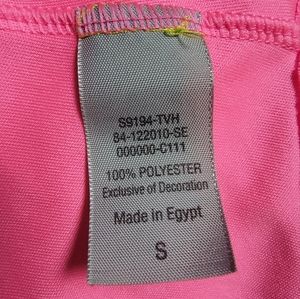 S9194-TVH
84-122010-SE
000000-C111
100% POLYESTER
Exclusive of Decoration
Made in Egypt
S